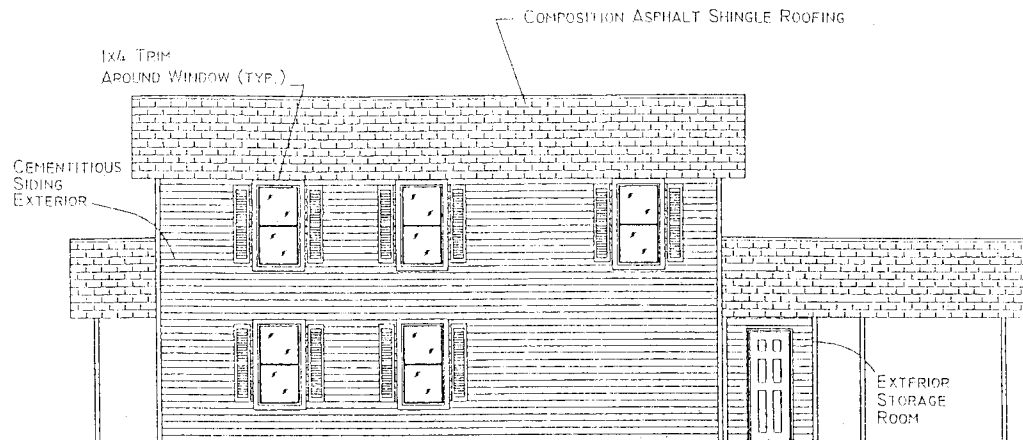 COMPOSITION ASPHALT SHINGLE ROOFING
1X4 TRIM
AROUND WINDOW (TYP.)
CEMENTITIOUS
SIDING
EXTERIOR
EXTERIOR
STORAGE
ROOM